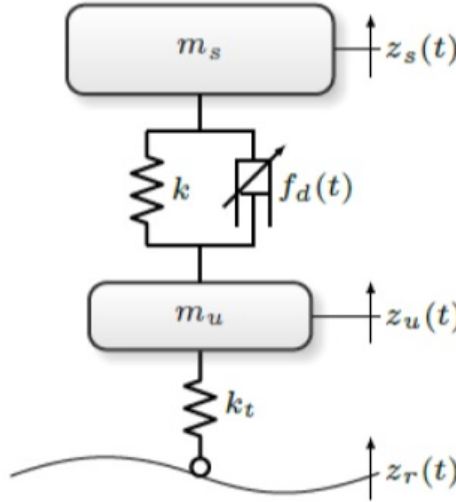 m_s
z_s(t)
k
f_d(t)
m_u
z_u(t)
k_t
z_r(t)